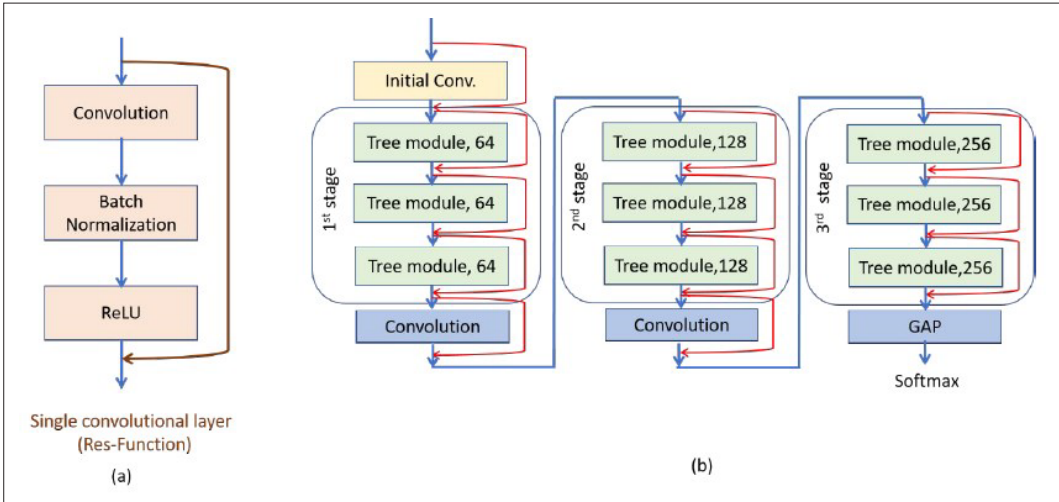 Convolution
Batch
Normalization
ReLU
Single convolutional layer
(Res-Function)
(a)
Initial Conv.
1st stage
Tree module, 64
Tree module, 64
Tree module, 64
Convolution
2nd stage
Tree module,128
Tree module,128
Tree module,128
Convolution
3rd stage
Tree module,256
Tree module,256
Tree module,256
GAP
Softmax
(b)